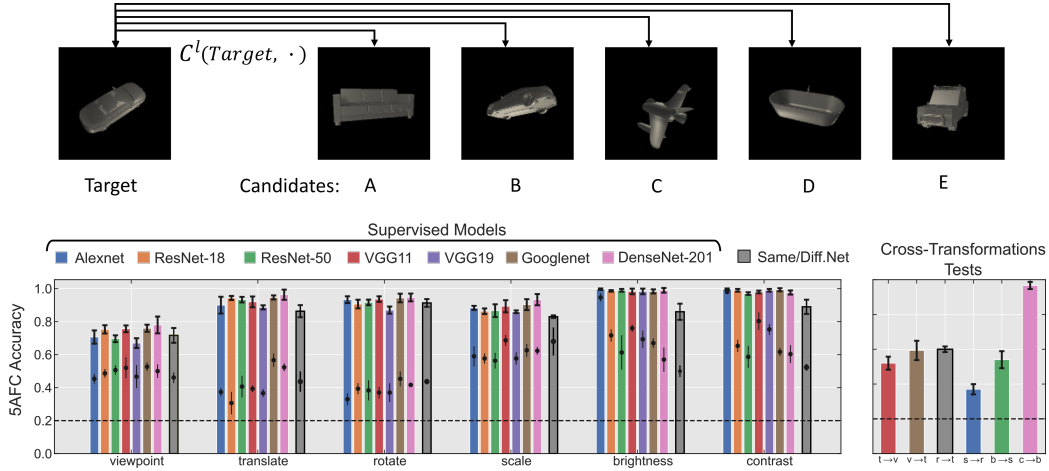 C^l(Target, ·)
Target
Candidates: A B C D E
Supervised Models
Alexnet ResNet-18 ResNet-50 VGG11 VGG19 Googlenet DenseNet-201 Same/Diff.Net
Cross-Transformations
Tests
5AFC Accuracy
1.0
0.8
0.6
0.4
0.2
0.0
viewpoint translate rotate scale brightness contrast
t→v v→t r→t s→r b→s c→b